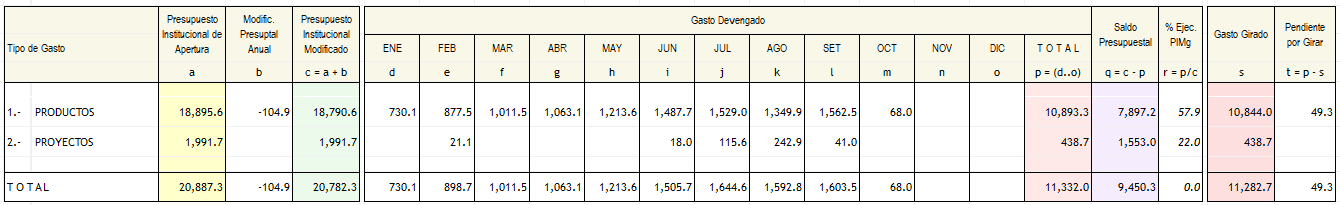 Tipo de Gasto | Presupuesto Institucional de Apertura | Modific. Presuptal Anual | Presupuesto Institucional Modificado | Gasto Devengado | Saldo Presupuestal | % Ejec. PIMg | Gasto Girado | Pendiente por Girar
ENE | FEB | MAR | ABR | MAY | JUN | JUL | AGO | SET | OCT | NOV | DIC | T O T A L
a | b | c = a + b | d | e | f | g | h | i | j | k | l | m | n | o | p = (d..o) | q = c - p | r = p/c | s | t = p - s
1.- PRODUCTOS | 18,895.6 | -104.9 | 18,790.6 | 730.1 | 877.5 | 1,011.5 | 1,063.1 | 1,213.6 | 1,487.7 | 1,529.0 | 1,349.9 | 1,562.5 | 68.0 | 10,893.3 | 7,897.2 | 57.9 | 10,844.0 | 49.3
2.- PROYECTOS | 1,991.7 | 1,991.7 | 21.1 | 18.0 | 115.6 | 242.9 | 41.0 | 438.7 | 1,553.0 | 22.0 | 438.7
T O T A L | 20,887.3 | -104.9 | 20,782.3 | 730.1 | 898.7 | 1,011.5 | 1,063.1 | 1,213.6 | 1,505.7 | 1,644.6 | 1,592.8 | 1,603.5 | 68.0 | 11,332.0 | 9,450.3 | 0.0 | 11,282.7 | 49.3